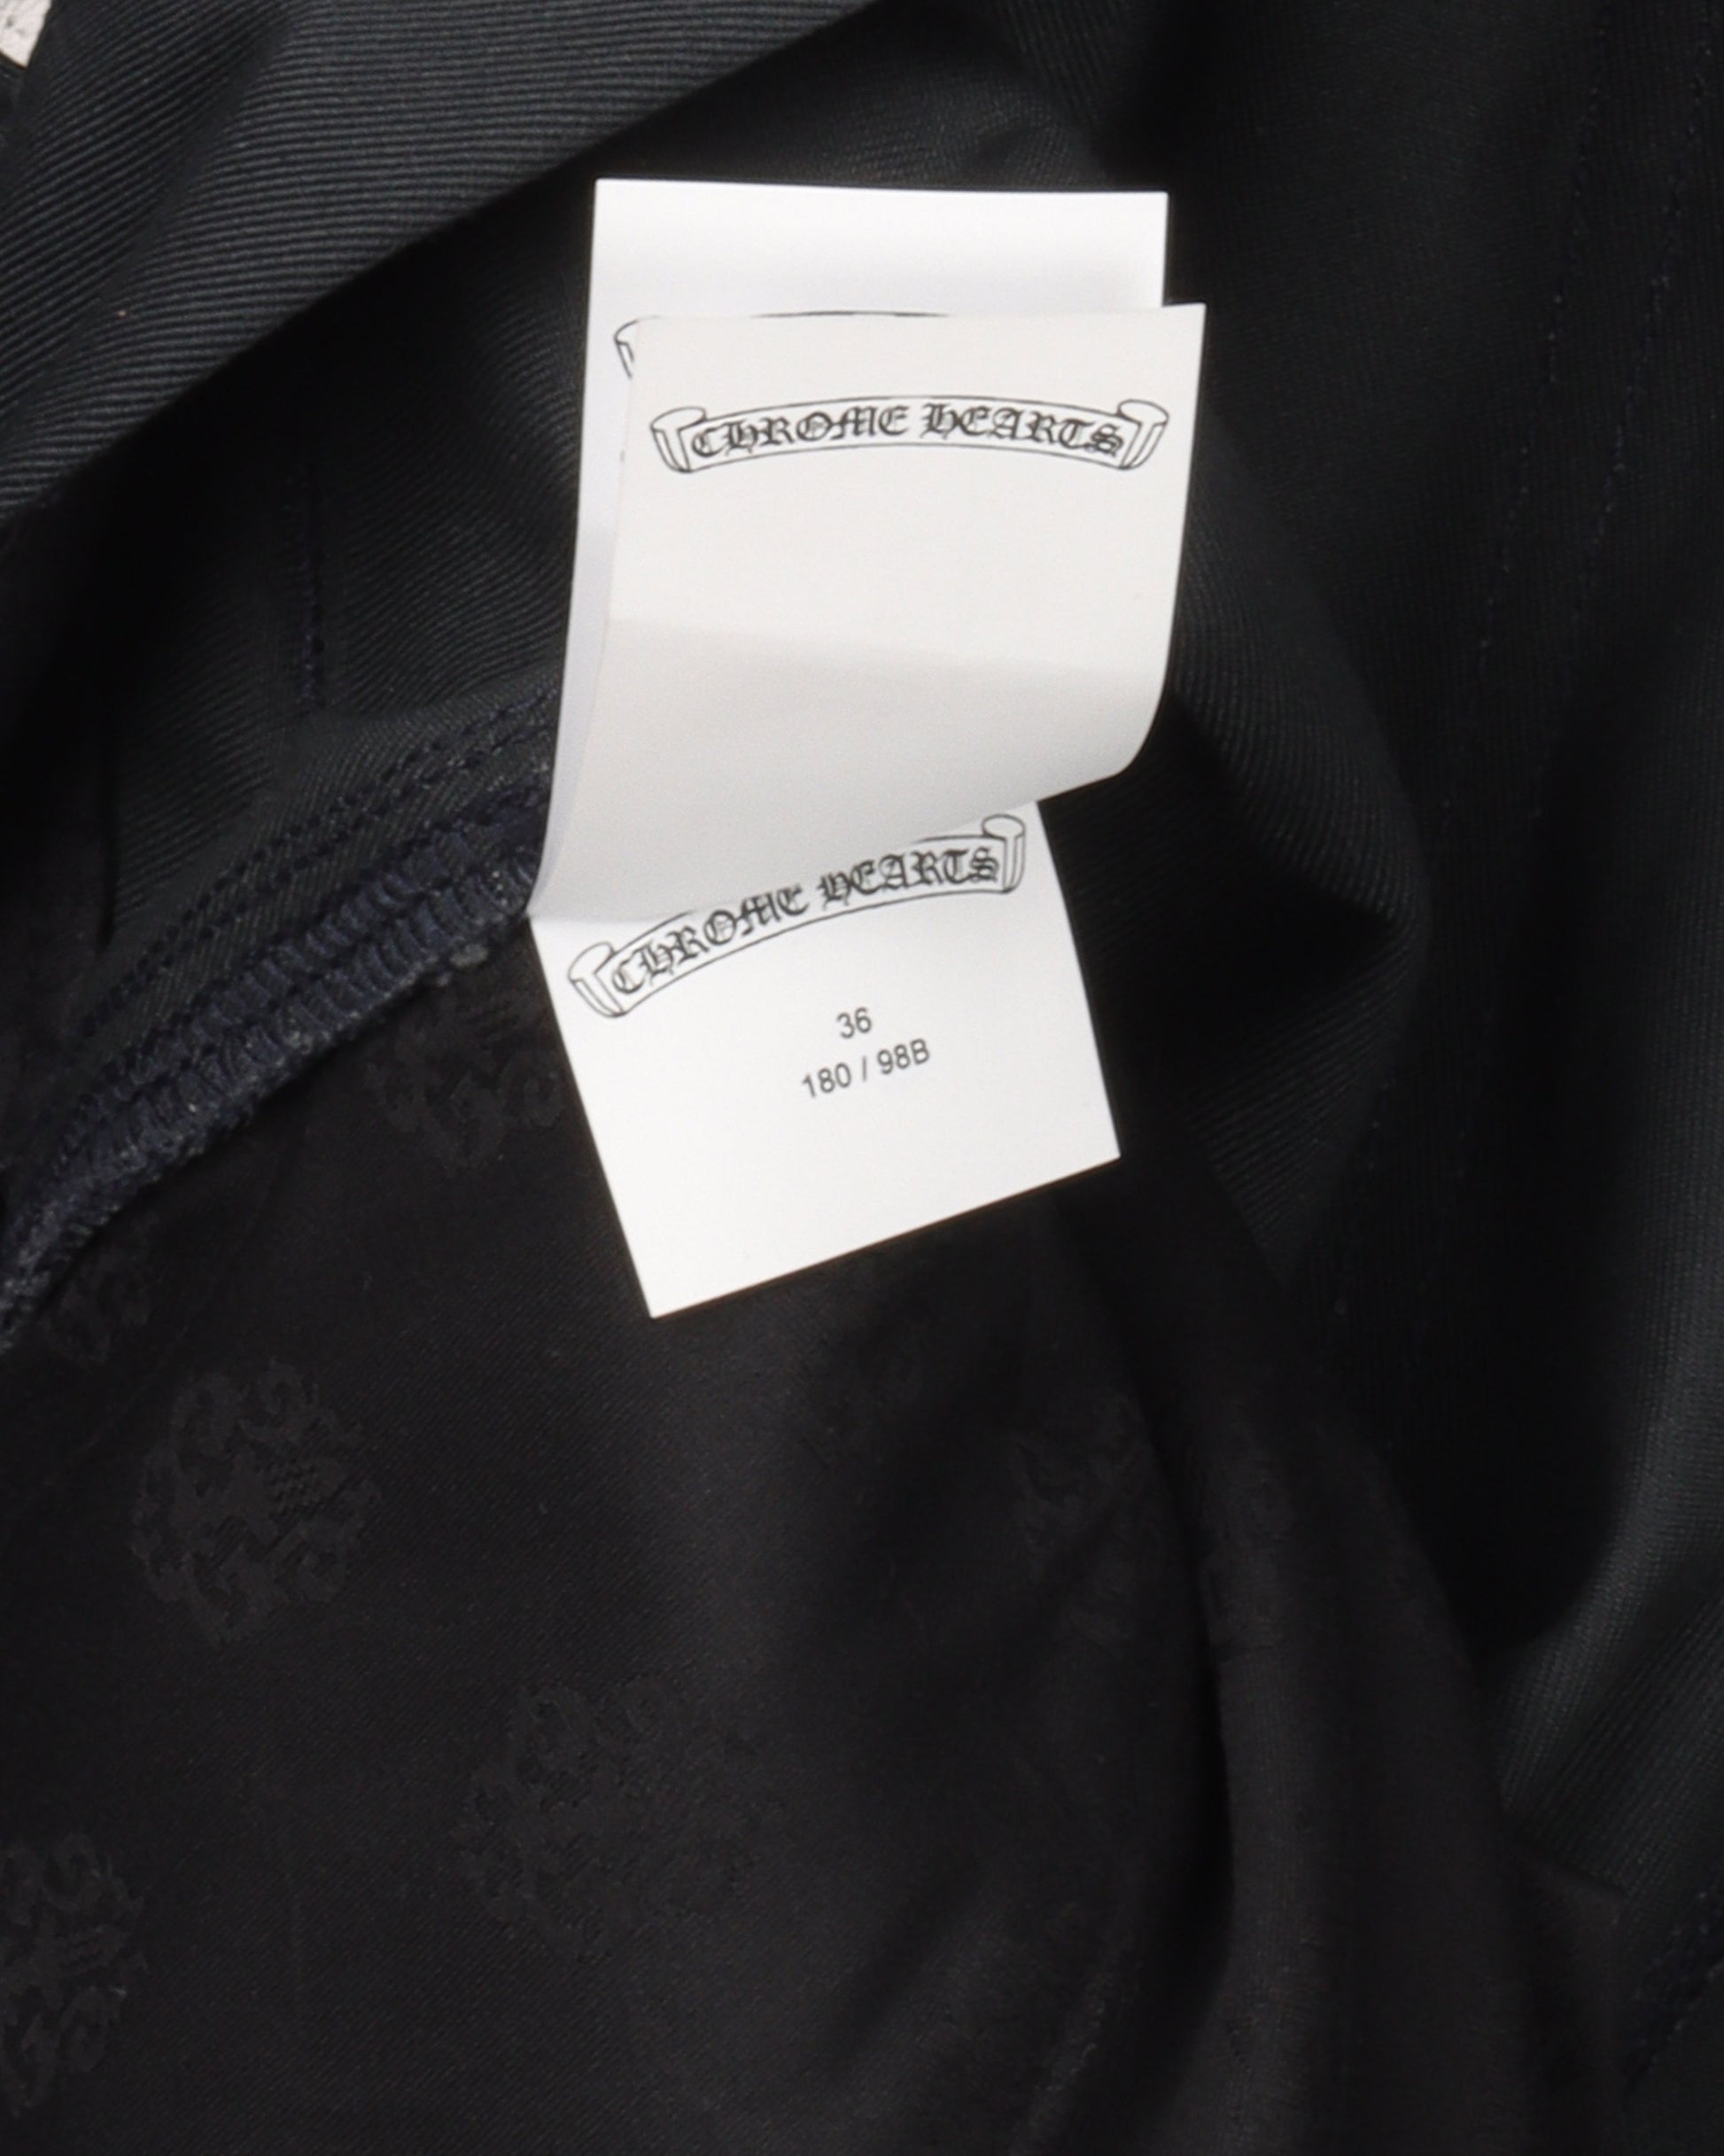 CHROME HEARTS
CHROME HEARTS
36
180 / 98B